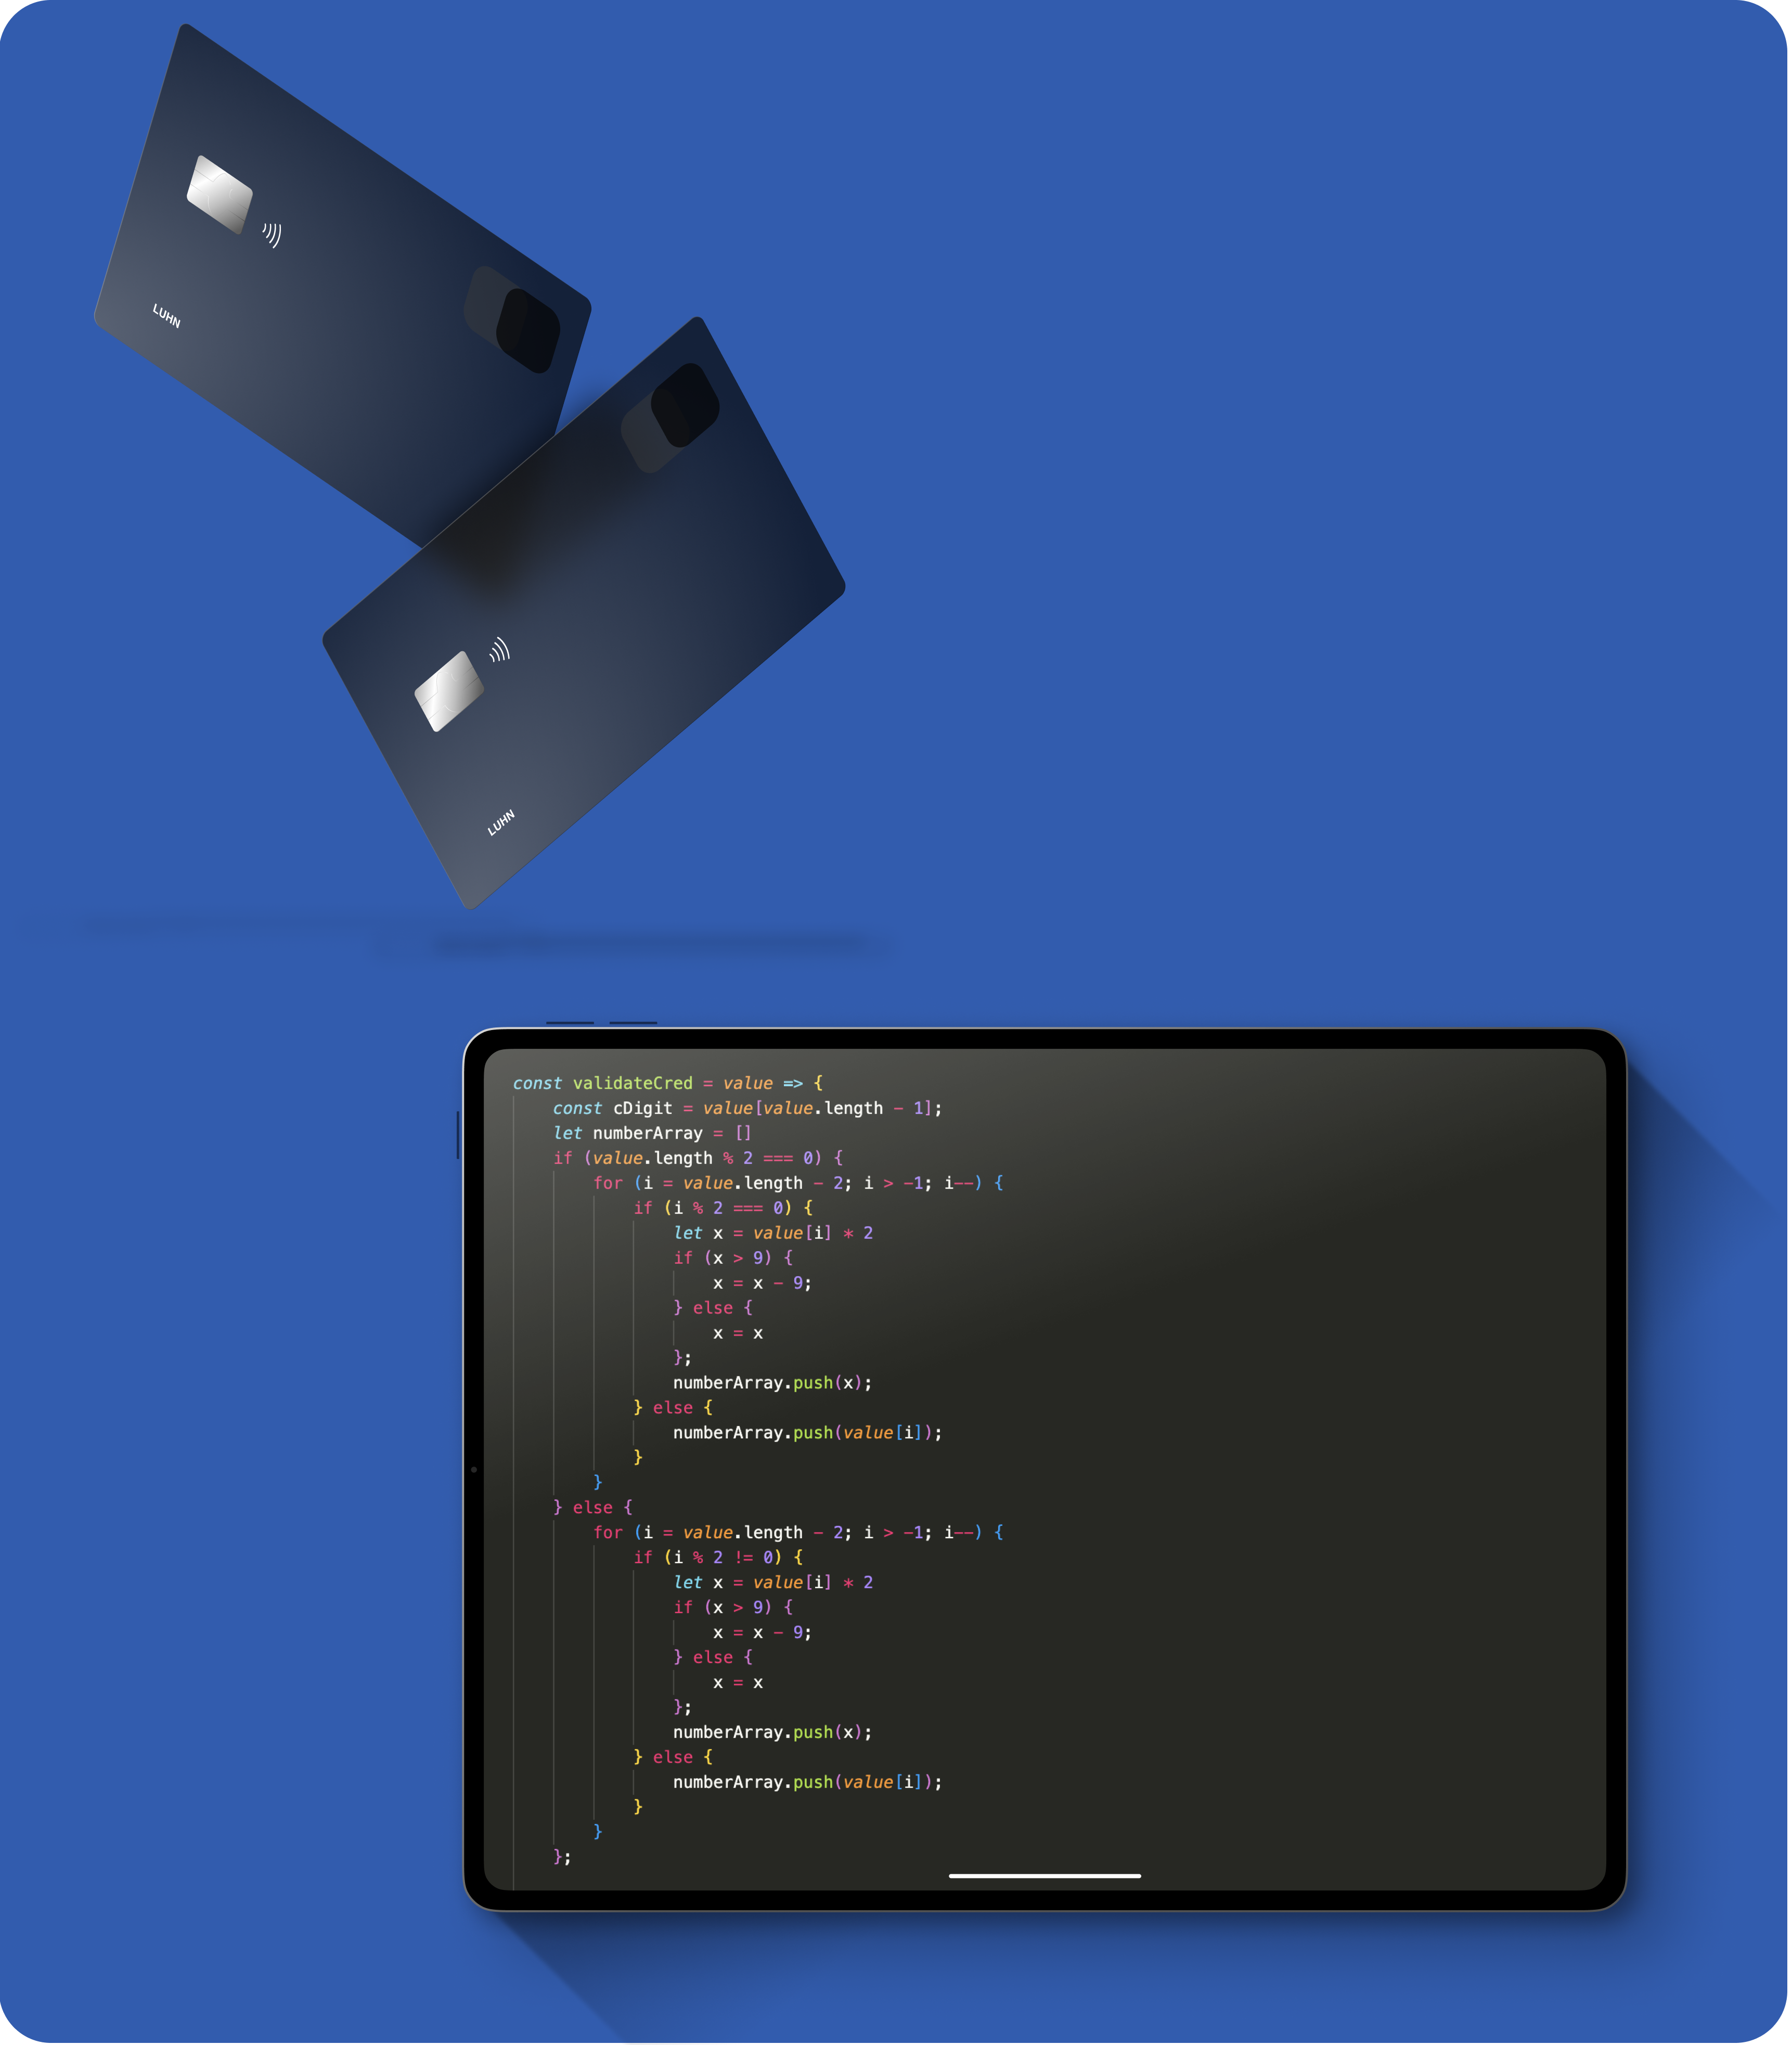 LUHN
LUHN
const validateCred = value => {
    const cDigit = value[value.length - 1];
    let numberArray = []
    if (value.length % 2 === 0) {
        for (i = value.length - 2; i > -1; i--) {
            if (i % 2 === 0) {
                let x = value[i] * 2
                if (x > 9) {
                    x = x - 9;
                } else {
                    x = x
                };
                numberArray.push(x);
            } else {
                numberArray.push(value[i]);
            }
        }
    } else {
        for (i = value.length - 2; i > -1; i--) {
            if (i % 2 != 0) {
                let x = value[i] * 2
                if (x > 9) {
                    x = x - 9;
                } else {
                    x = x
                };
                numberArray.push(x);
            } else {
                numberArray.push(value[i]);
            }
        }
    };